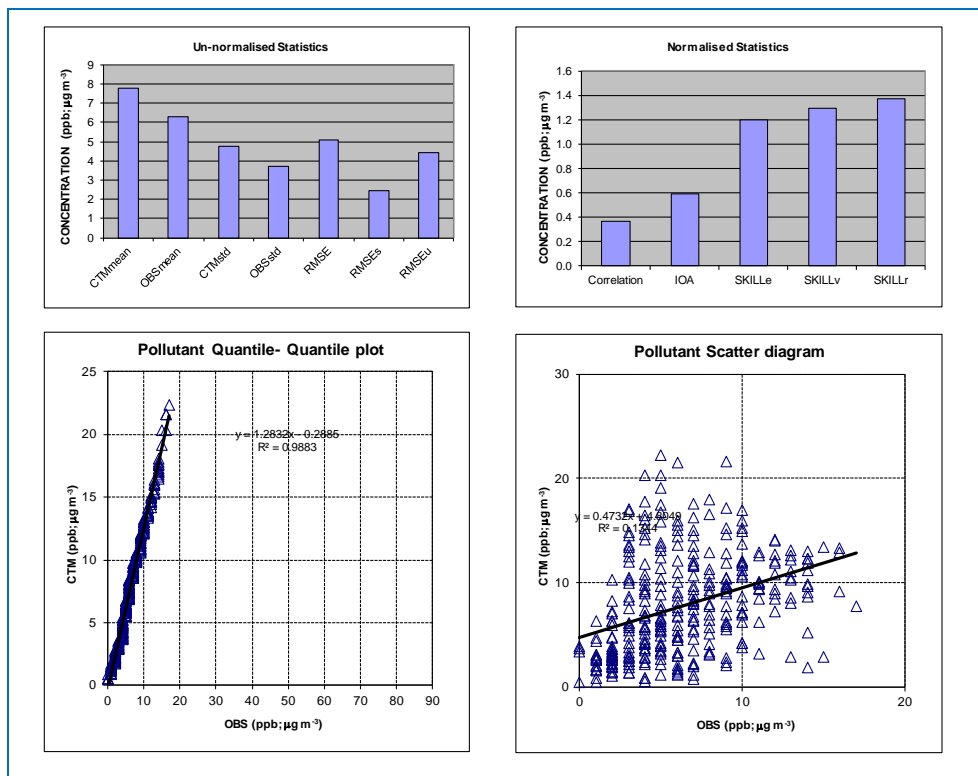 Un-normalised Statistics
CONCENTRATION (ppb; µg m-3)
9
8
7
6
5
4
3
2
1
0
CTMmean
OBSmean
CTMstd
OBSstd
RMSE
RMSEs
RMSEu
Normalised Statistics
CONCENTRATION (ppb; µg m-3)
1.6
1.4
1.2
1.0
0.8
0.6
0.4
0.2
0.0
Correlation
IOA
SKILLe
SKILLv
SKILLr
Pollutant Quantile- Quantile plot
CTM (ppb; µg m-3)
25
20
15
10
5
0
y = 1.2832x - 0.2885
R² = 0.9883
0 10 20 30 40 50 60 70 80 90
OBS (ppb; µg m-3)
Pollutant Scatter diagram
CTM (ppb; µg m-3)
30
20
10
0
y = 0.4732x +
R² =
0 10 20
OBS (ppb; µg m-3)